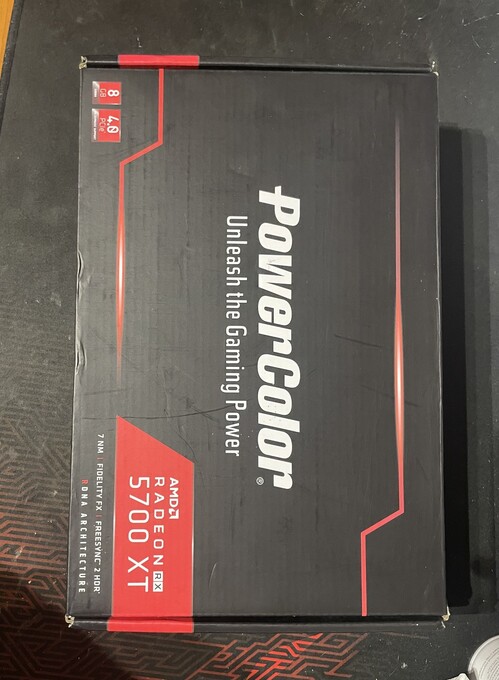 PowerColor®
Unleash the Gaming Power
8
GB
4.0
PCIe
AMD
RADEON RX
5700 XT
7 NM | FIDELITY FX | FREESYNC 2 HDR
RDNA ARCHITECTURE